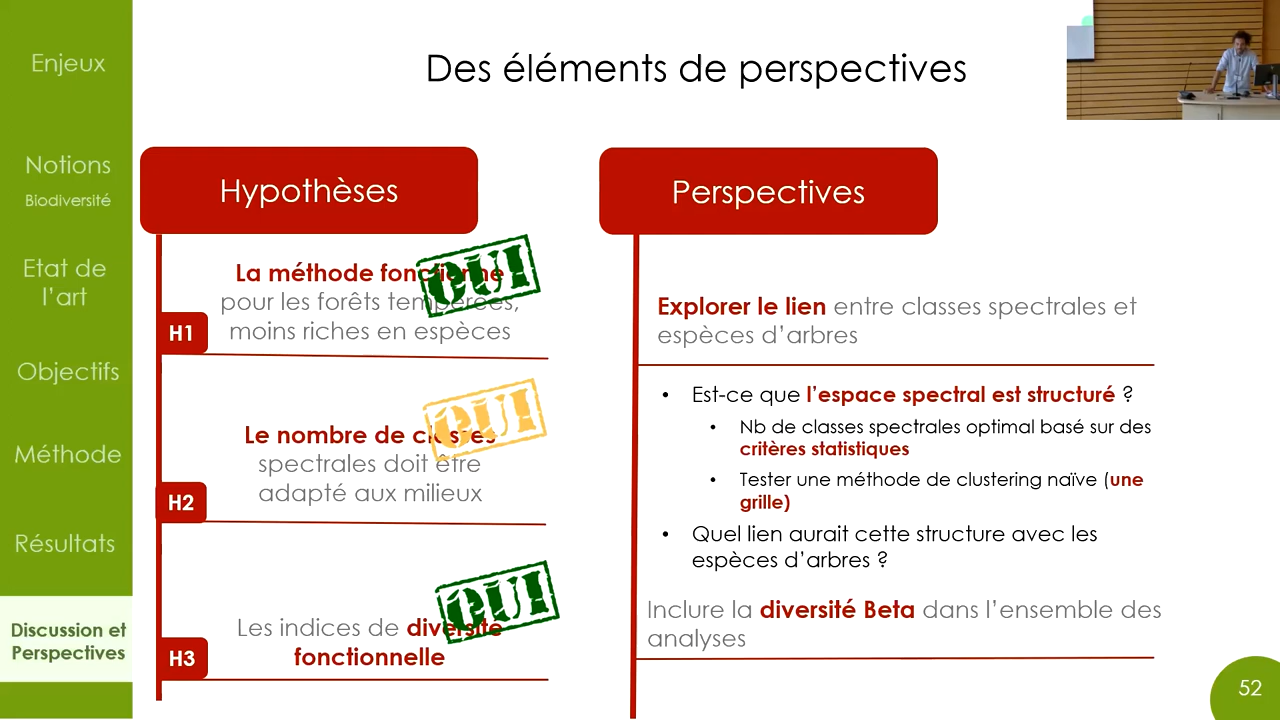 Enjeux
Notions
Biodiversité
Etat de
l’art
Objectifs
Méthode
Résultats
Discussion et
Perspectives
Des éléments de perspectives
Hypothèses
La méthode fonctionne
pour les forêts tempérées,
moins riches en espèces
OUI
H1
Le nombre de classes
spectrales doit être
adapté aux milieux
OUI
H2
Les indices de diversité
fonctionnelle
OUI
H3
Perspectives
Explorer le lien entre classes spectrales et
espèces d’arbres
• Est-ce que l’espace spectral est structuré ?
• Nb de classes spectrales optimal basé sur des
critères statistiques
• Tester une méthode de clustering naïve (une
grille)
• Quel lien aurait cette structure avec les
espèces d’arbres ?
Inclure la diversité Beta dans l’ensemble des
analyses
52